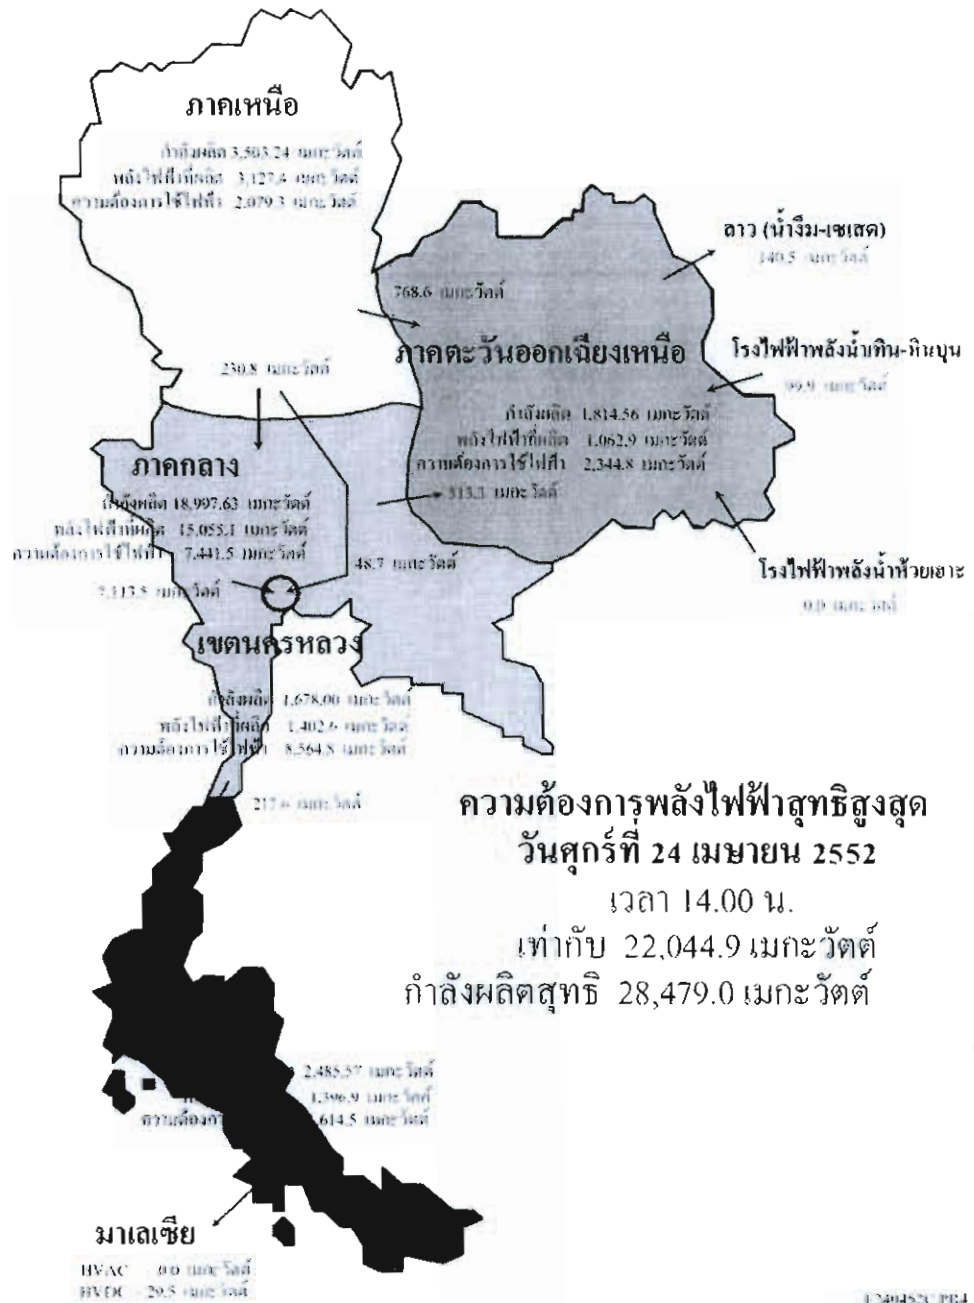 ภาคเหนือ
กำลังผลิต 3,503.24 เมกะวัตต์
พลังไฟฟ้าที่ผลิต 3,127.4 เมกะวัตต์
ความต้องการใช้ไฟฟ้า 2,079.3 เมกะวัตต์
ลาว (น้ำงึม-เซเสด)
140.5 เมกะวัตต์
768.6 เมกะวัตต์
ภาคตะวันออกเฉียงเหนือ
โรงไฟฟ้าพลังน้ำเทิน-หินบุน
99.9 เมกะวัตต์
230.8 เมกะวัตต์
กำลังผลิต 1,814.56 เมกะวัตต์
พลังไฟฟ้าที่ผลิต 1,062.9 เมกะวัตต์
ความต้องการใช้ไฟฟ้า 2,344.8 เมกะวัตต์
ภาคกลาง
กำลังผลิต 18,997.63 เมกะวัตต์
พลังไฟฟ้าที่ผลิต 15,055.1 เมกะวัตต์
ความต้องการใช้ไฟฟ้า 7,441.5 เมกะวัตต์
เมกะวัตต์
48.7 เมกะวัตต์
โรงไฟฟ้าพลังน้ำห้วยเฮาะ
0.0 เมกะวัตต์
เมกะวัตต์
เขตนครหลวง
กำลังผลิต 1,678.00 เมกะวัตต์
พลังไฟฟ้าที่ผลิต 1,402.6 เมกะวัตต์
ความต้องการใช้ไฟฟ้า 8,564.8 เมกะวัตต์
217.6 เมกะวัตต์
ความต้องการพลังไฟฟ้าสุทธิสูงสุด
วันศุกร์ที่ 24 เมษายน 2552
เวลา 14.00 น.
เท่ากับ 22,044.9 เมกะวัตต์
กำลังผลิตสุทธิ 28,479.0 เมกะวัตต์
2,485.57 เมกะวัตต์
1,396.9 เมกะวัตต์
ความต้องกา 614.5 เมกะวัตต์
มาเลเซีย
HVAC 0.0 เมกะวัตต์
HVDC 29.5 เมกะวัตต์